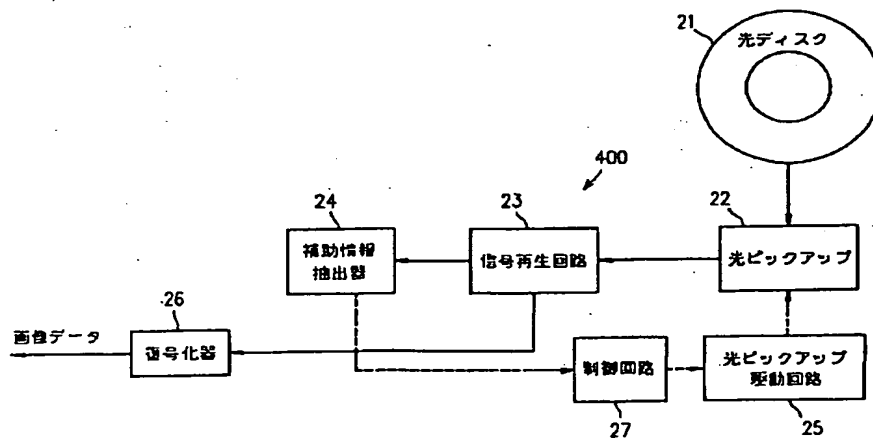 21
光ディスク
400
24
23
22
補助情報
抽出器
信号再生回路
光ピックアップ
26
画像データ
復号化器
制御回路
光ピックアップ
駆動回路
27
25